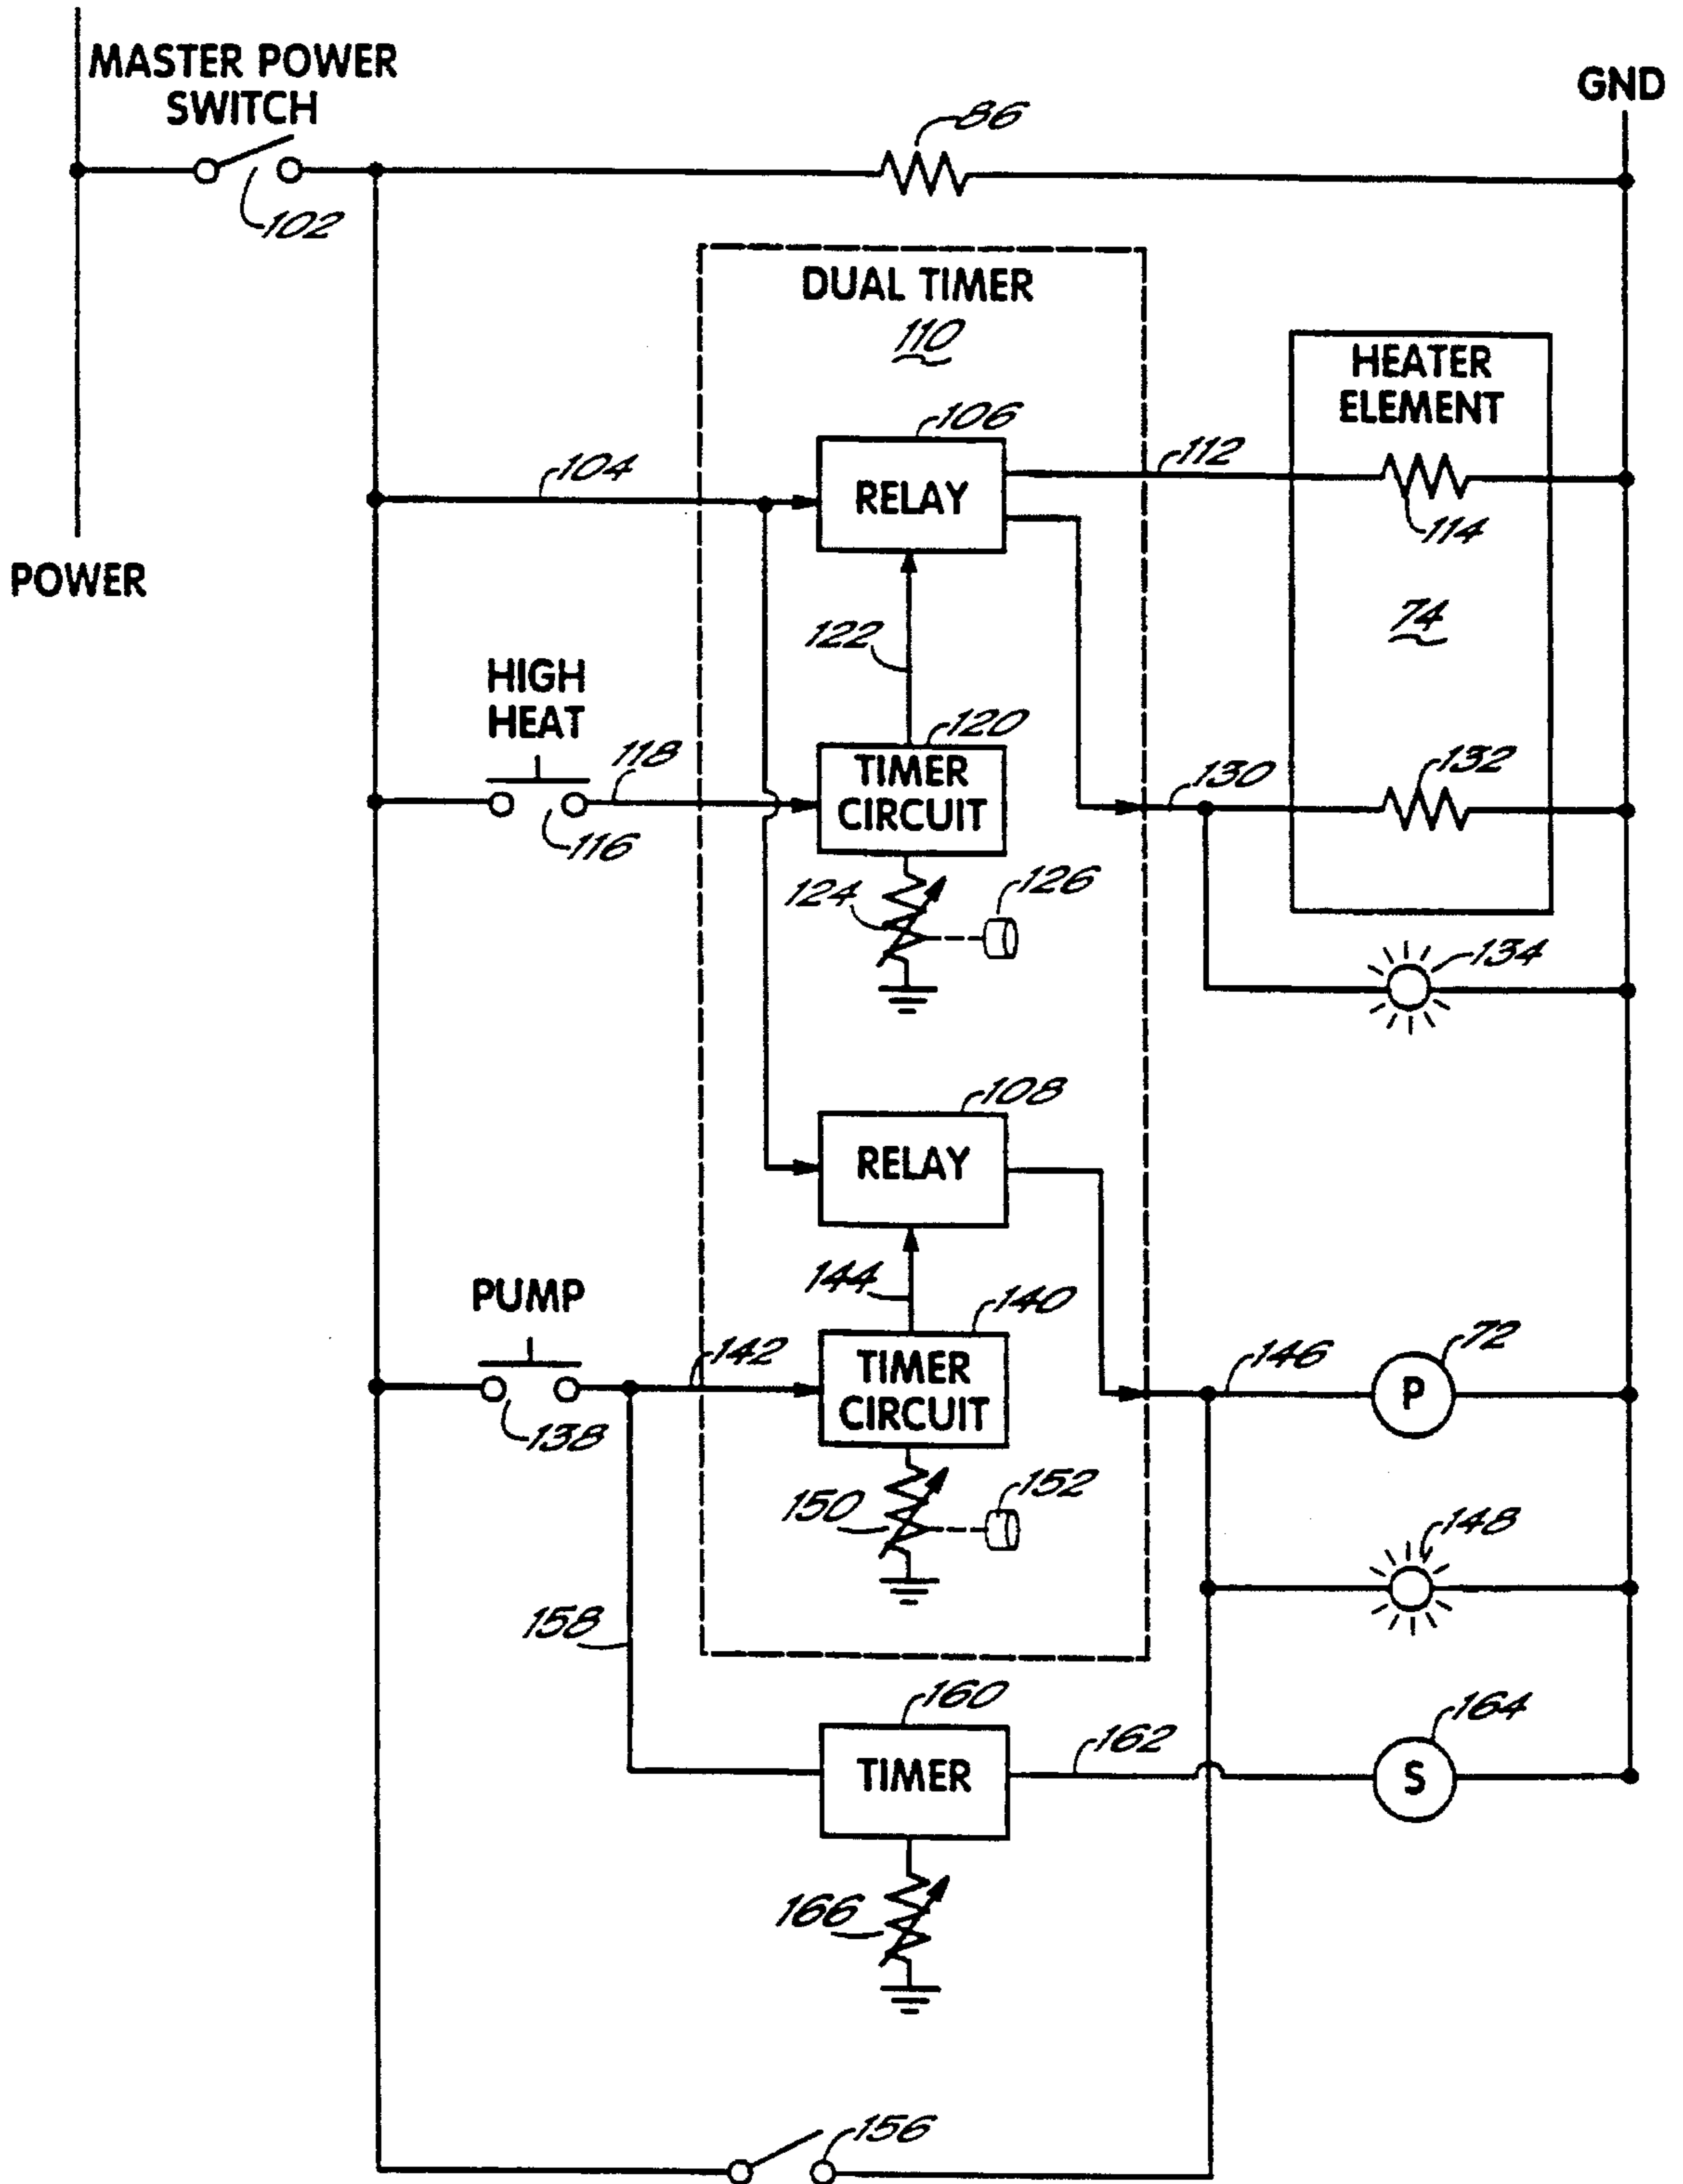 MASTER POWER
SWITCH
GND
86
102
DUAL TIMER
110
HEATER
ELEMENT
106
112
104
RELAY
114
POWER
74
122
HIGH
HEAT
120
118
TIMER
CIRCUIT
130
132
116
124
126
134
108
RELAY
PUMP
144
140
142
TIMER
CIRCUIT
146
72
P
138
150
152
148
158
160
162
164
TIMER
S
166
156